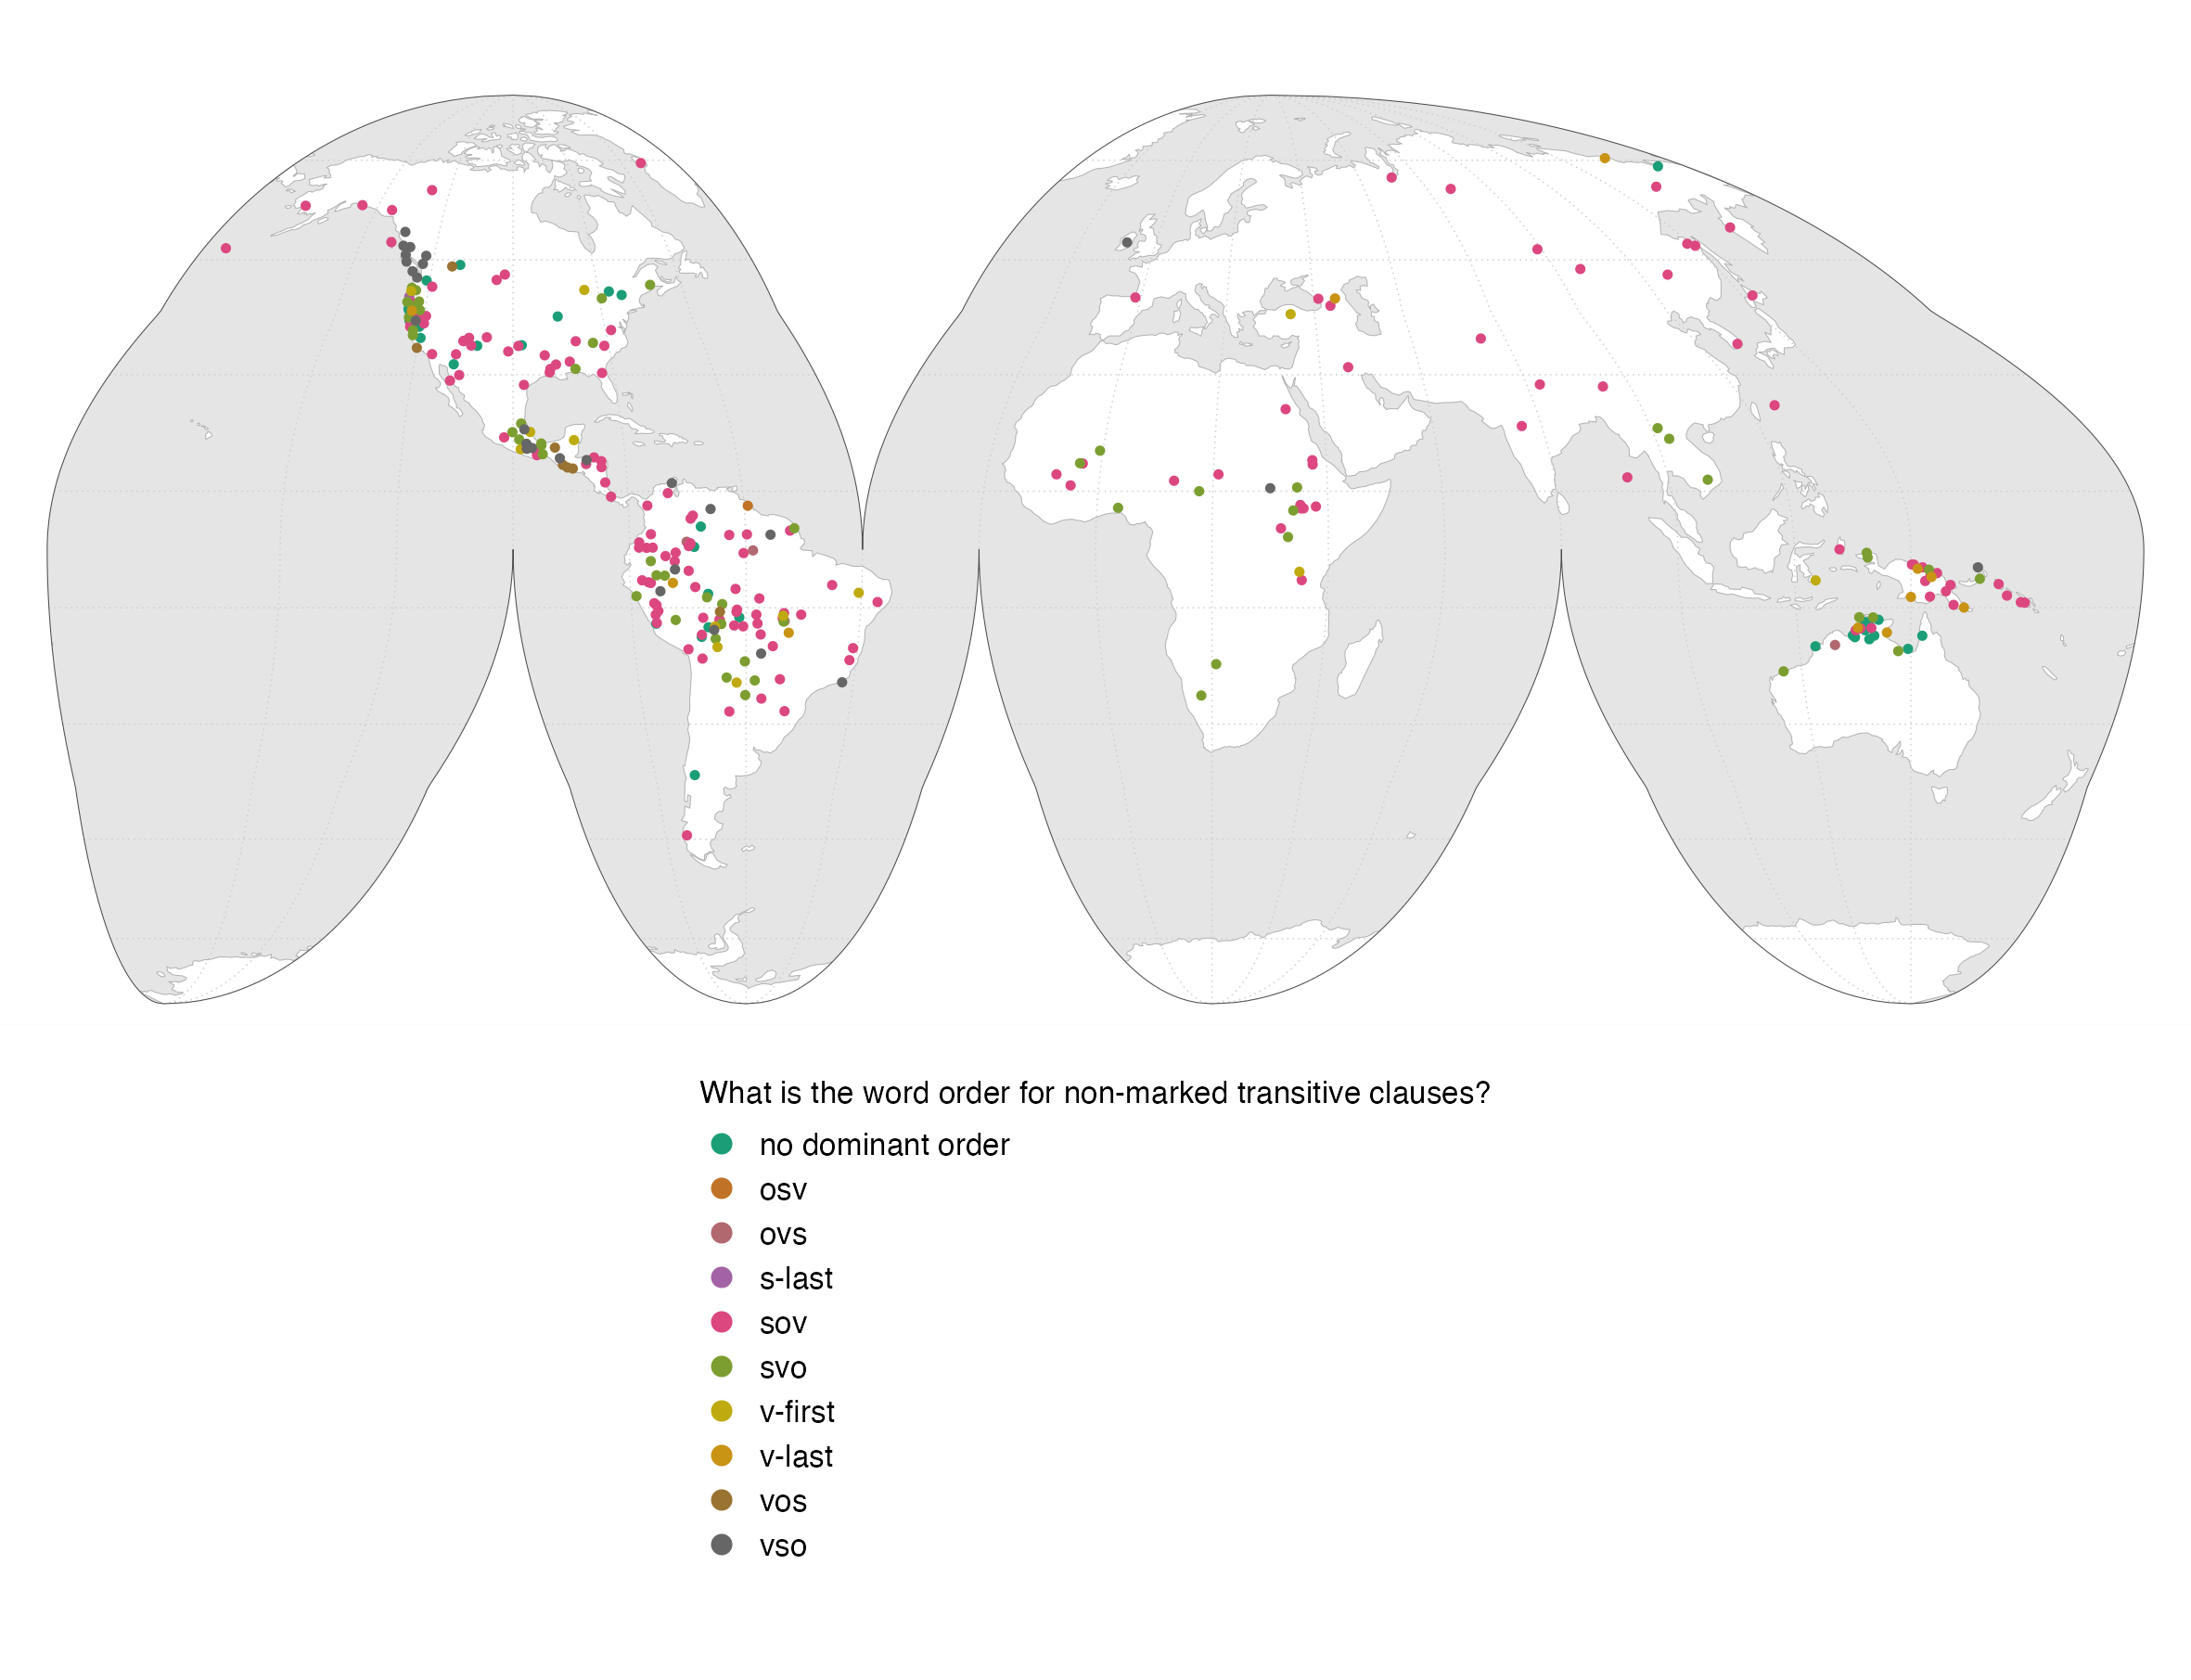 What is the word order for non-marked transitive clauses?
no dominant order
osv
ovs
s-last
sov
svo
v-first
v-last
vos
vso